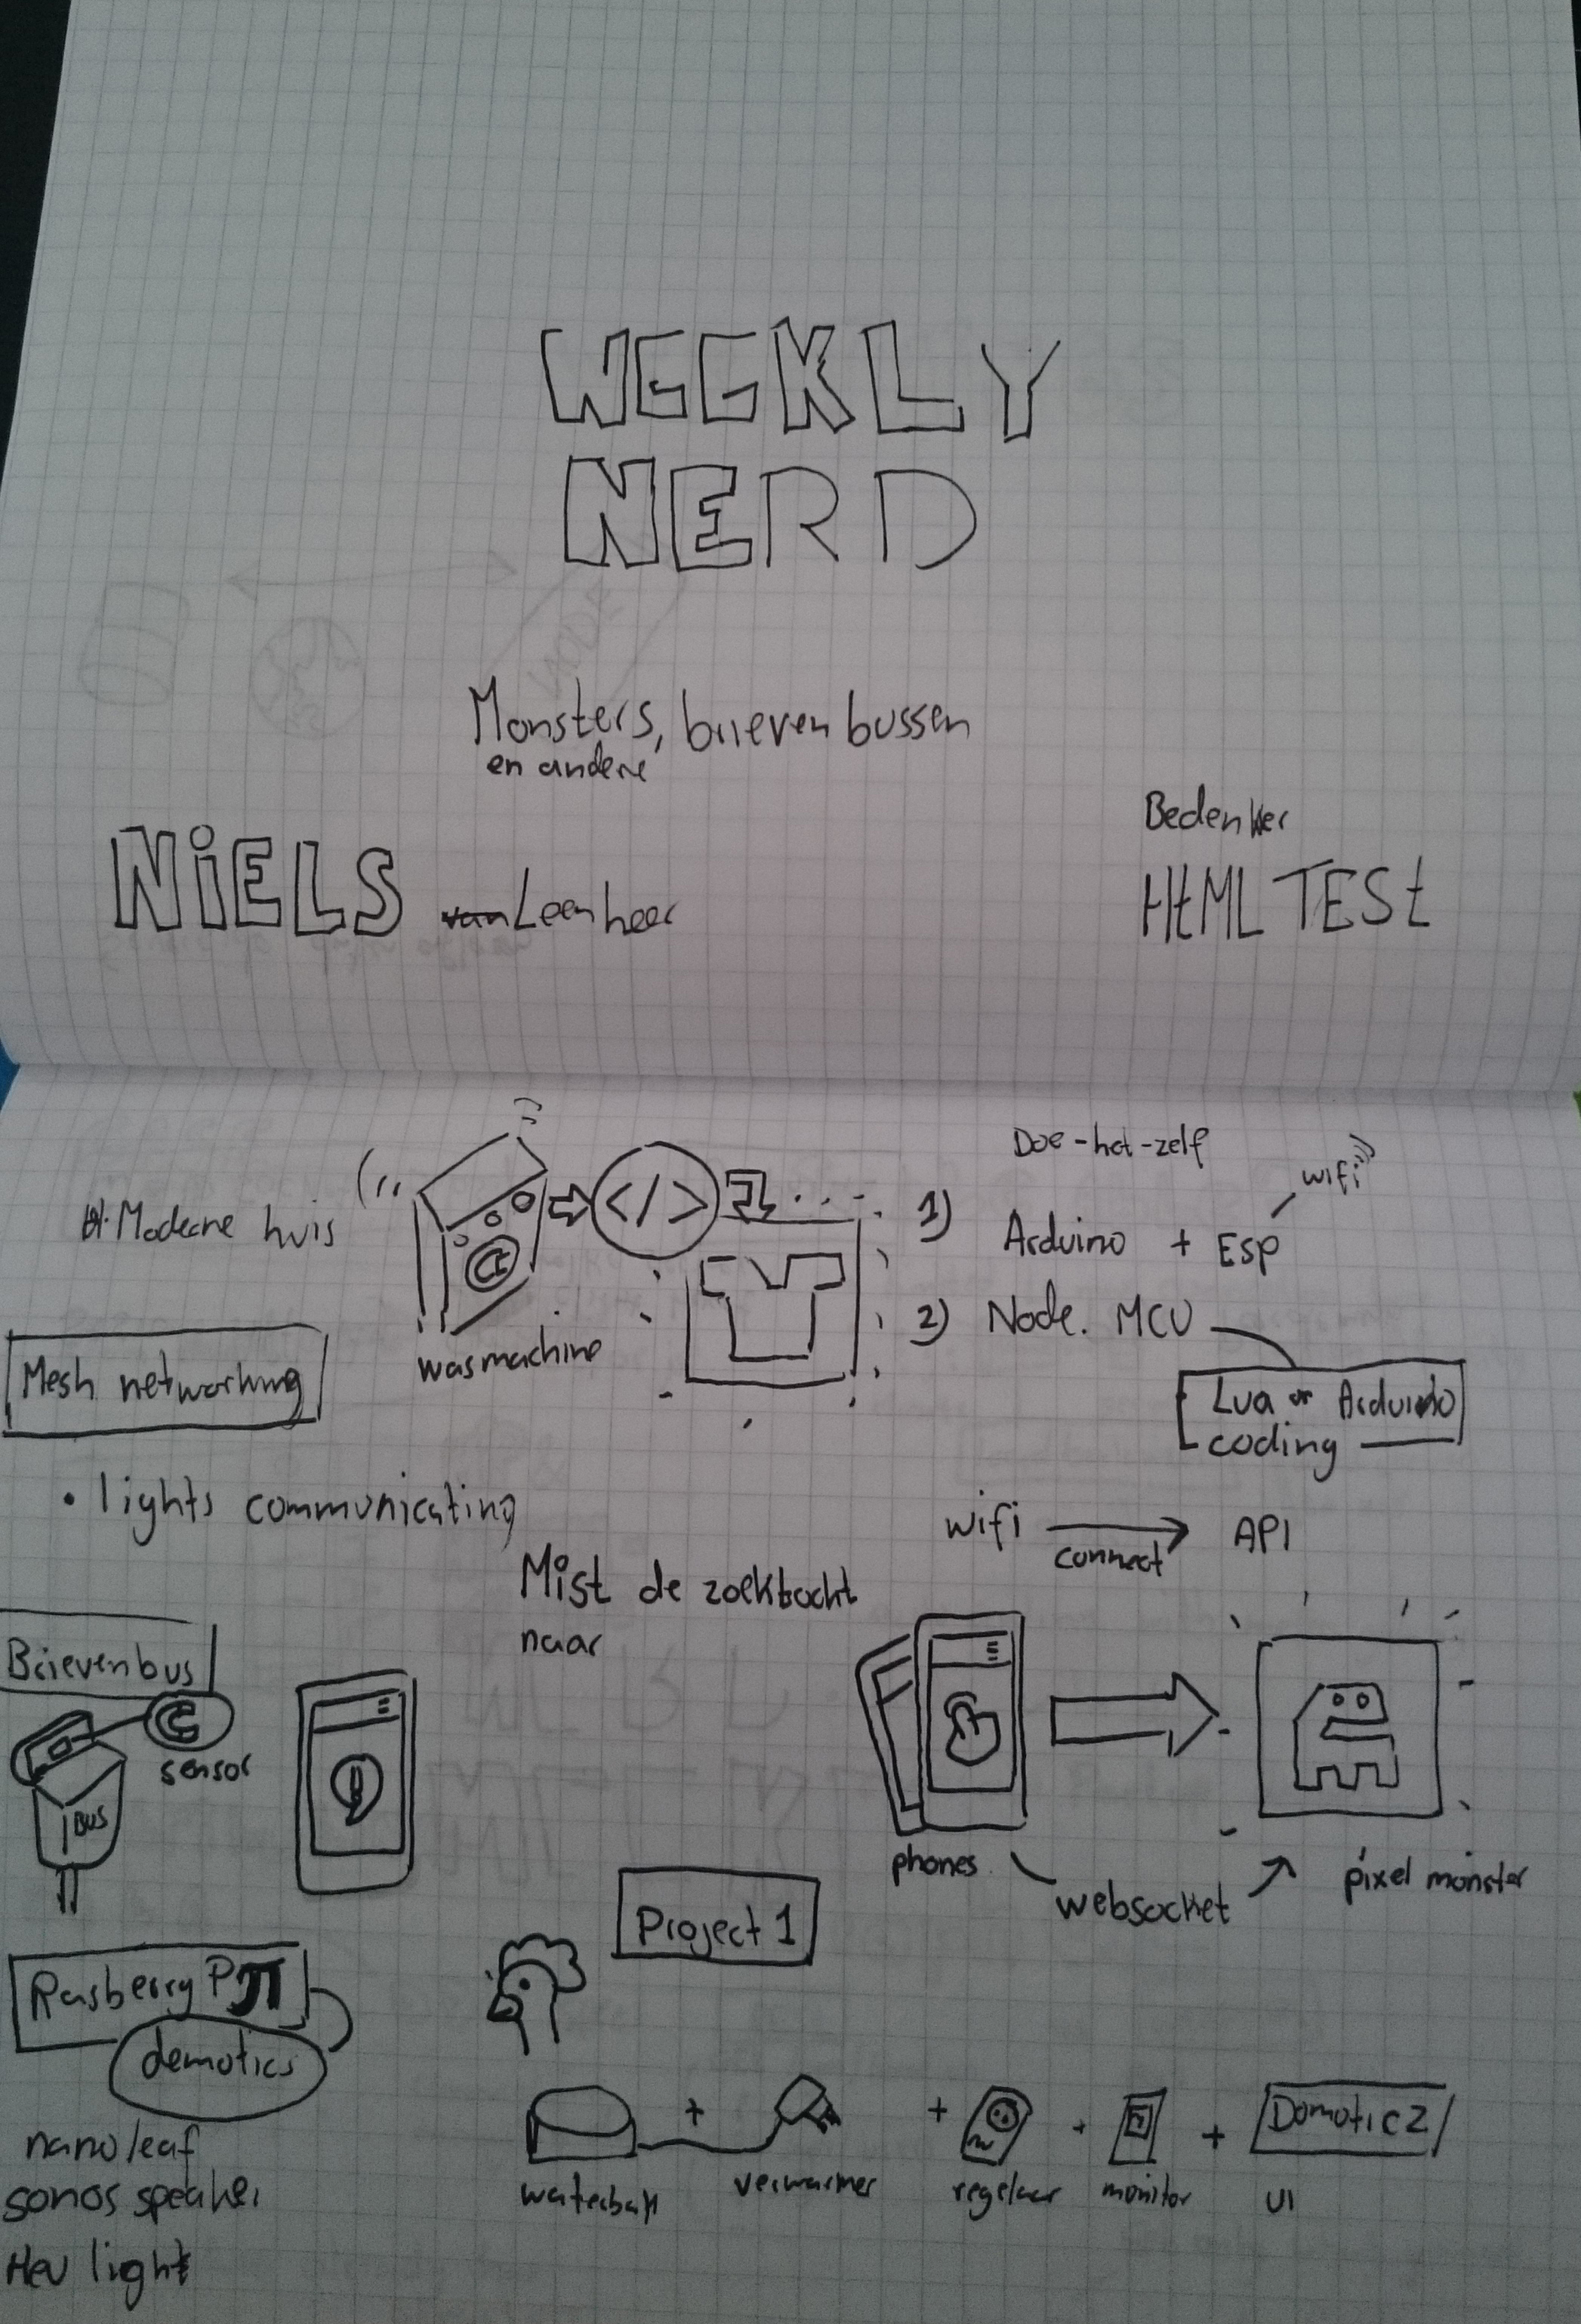 WEEKLY
NERD
Monsters, brievenbussen
en andere
NiELS van Leenheer
Bedenker
HtML TESt
Moderne huis
</>
wasmachine
Doe-het-zelf
1) Arduino + Esp
wifi
2) Node. MCU
Lua or Arduino
coding
Mesh networking
• lights communicating
wifi connect API
Mist de zoektocht
naar
Brievenbus
sensor
BUS
phones
websocket
pixel monster
Project 1
Rasberry Pπ
demotics
nanoleaf
sonos speaker
Heu light
waterbak + verwarmer + regelaar + monitor + Domoticz
UI